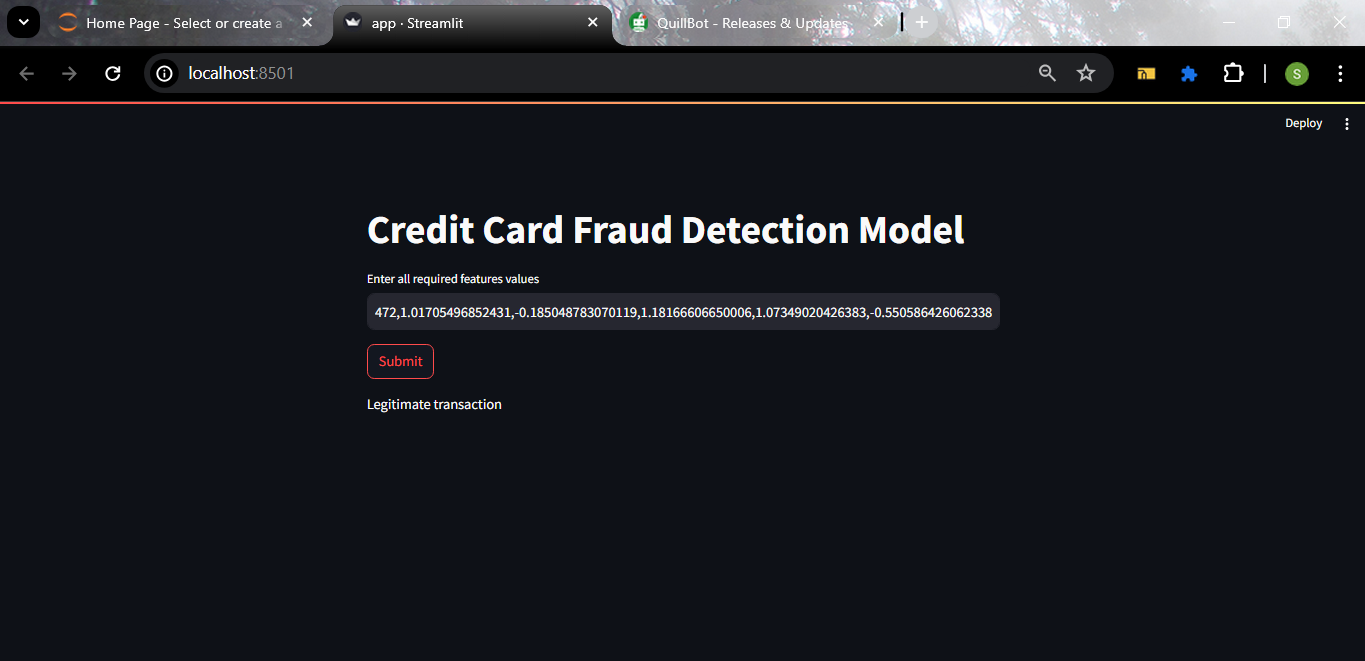 Home Page - Select or create a
app · Streamlit
QuillBot - Releases & Updates
localhost:8501
S
Deploy
Credit Card Fraud Detection Model
Enter all required features values
472,1.01705496852431,-0.185048783070119,1.18166606650006,1.07349020426383,-0.550586426062338
Submit
Legitimate transaction